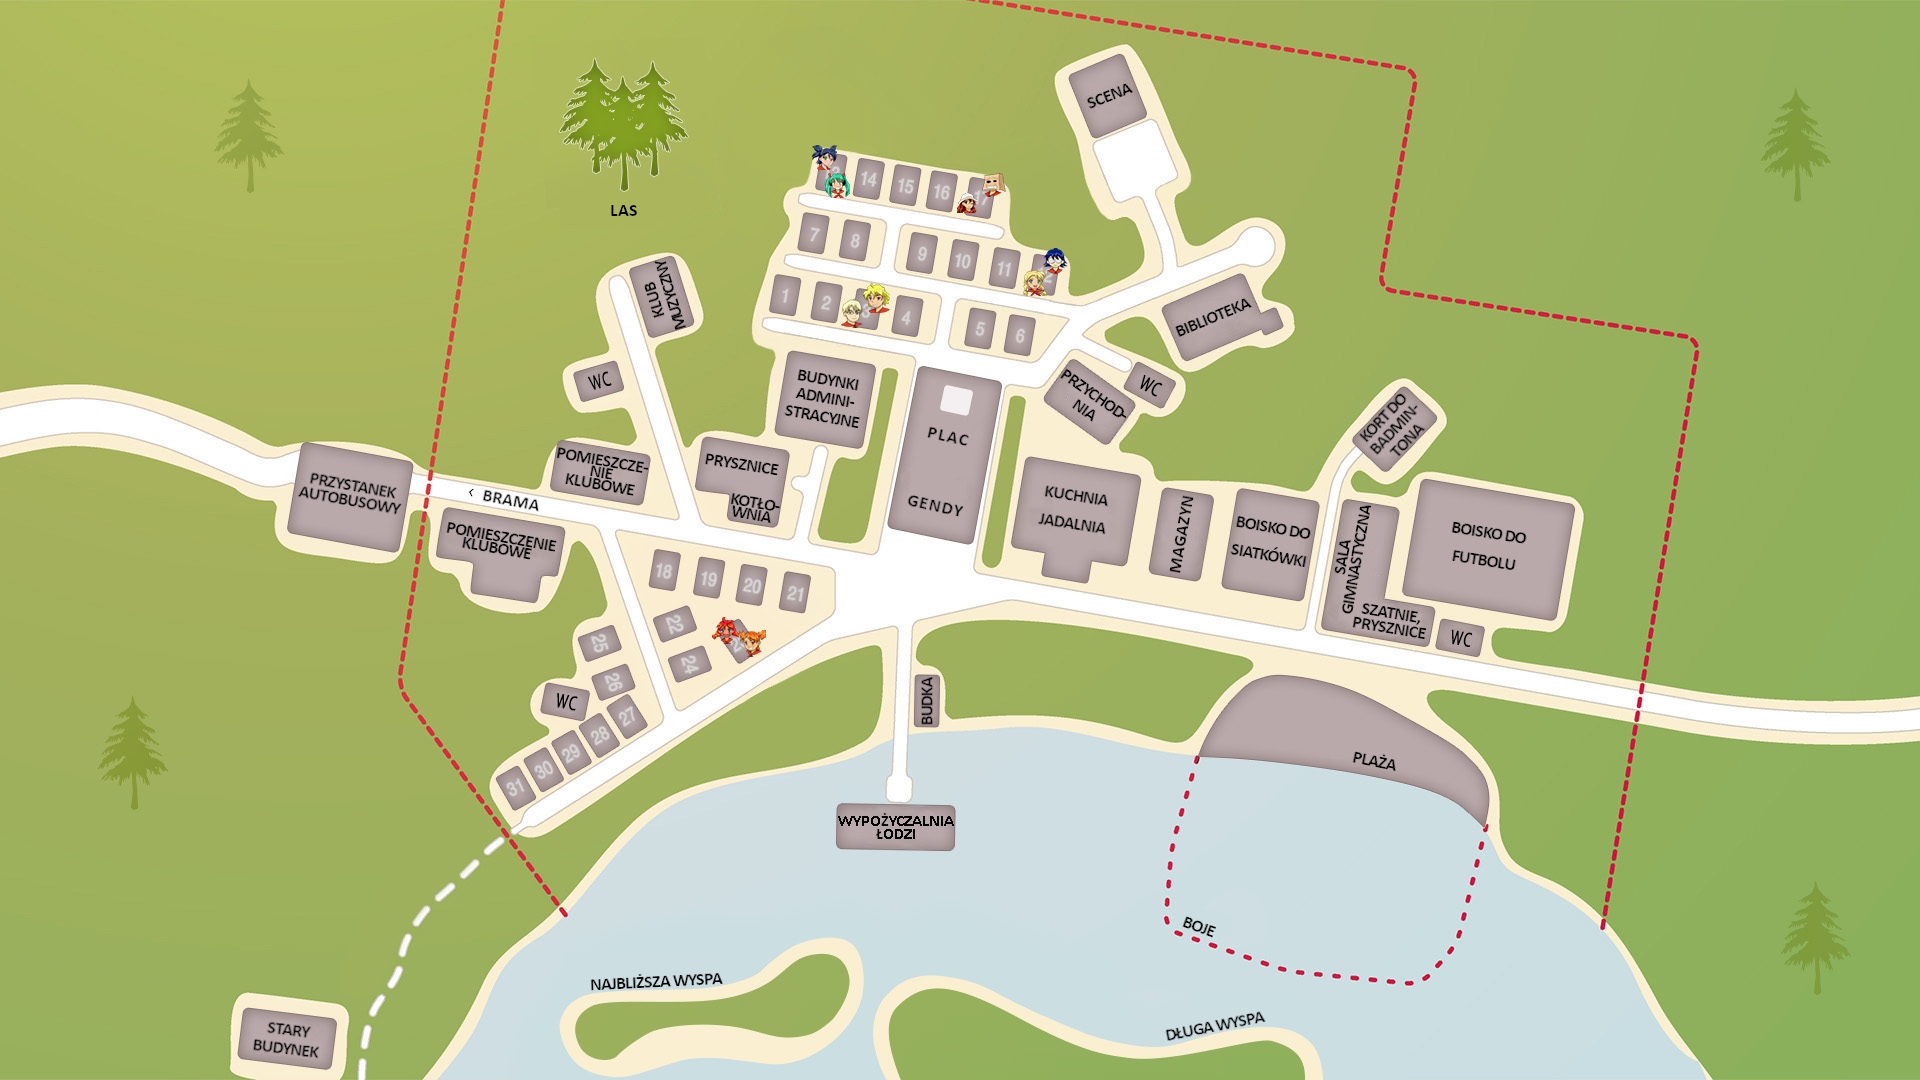 SCENA
LAS
14
15
16
7
8
9
10
11
1
2
4
5
6
KLUB
MUZYCZNY
BIBLIOTEKA
WC
BUDYNKI
ADMINI-
STRACYJNE
PLAC
GENDY
PRZYCHOD-
NIA
WC
KORT DO
BADMIN-
TONA
PRZYSTANEK
AUTOBUSOWY
‹ BRAMA
POMIESZCZE-
NIE
KLUBOWE
PRYSZNICE
KOTŁO-
WNIA
POMIESZCZENIE
KLUBOWE
KUCHNIA
JADALNIA
MAGAZYN
BOISKO DO
SIATKÓWKI
SALA
GIMNASTYCZNA
SZATNIE,
PRYSZNICE
BOISKO DO
FUTBOLU
WC
18
19
20
21
22
24
25
26
WC
27
28
29
30
31
BUDKA
PLAŻA
WYPOŻYCZALNIA
ŁODZI
BOJE
NAJBLIŻSZA WYSPA
DŁUGA WYSPA
STARY
BUDYNEK